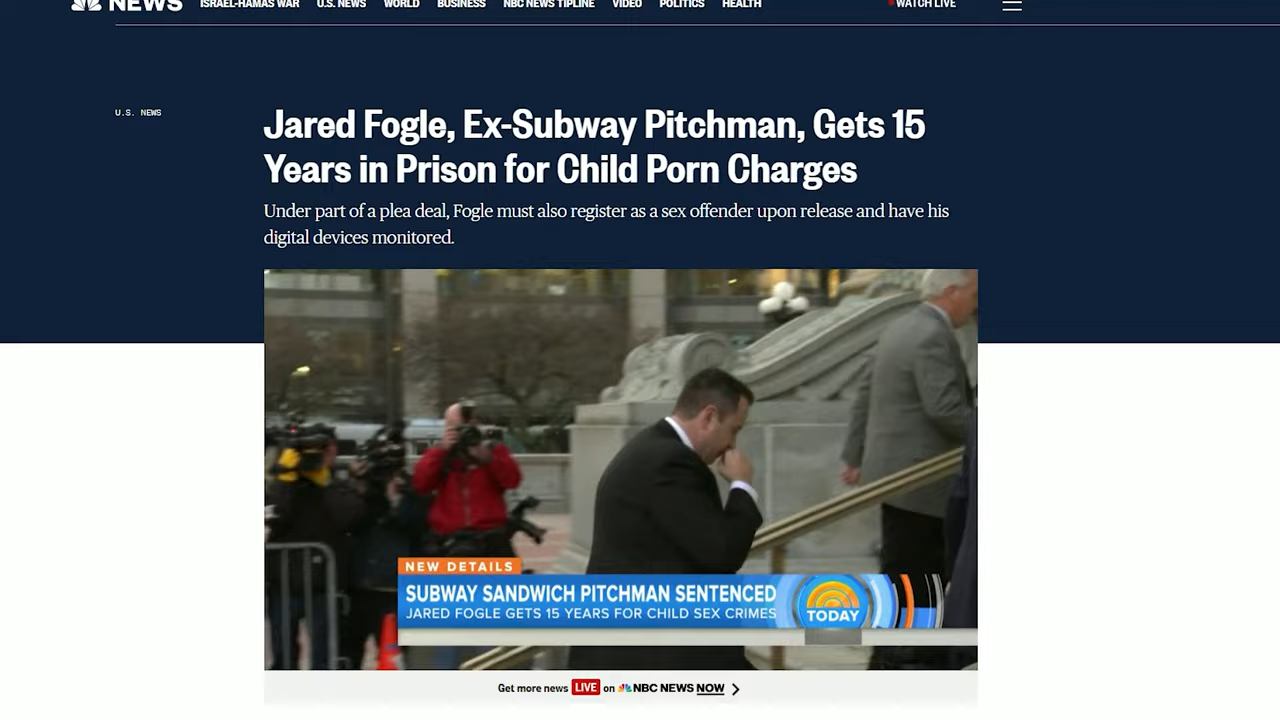 NEWS ISRAEL-HAMAS WAR U.S. NEWS WORLD BUSINESS NBC NEWS TIPLINE VIDEO POLITICS HEALTH WATCH LIVE
U.S. NEWS
Jared Fogle, Ex-Subway Pitchman, Gets 15
Years in Prison for Child Porn Charges
Under part of a plea deal, Fogle must also register as a sex offender upon release and have his
digital devices monitored.
NEW DETAILS
SUBWAY SANDWICH PITCHMAN SENTENCED
JARED FOGLE GETS 15 YEARS FOR CHILD SEX CRIMES
TODAY
Get more news LIVE on NBC NEWS NOW